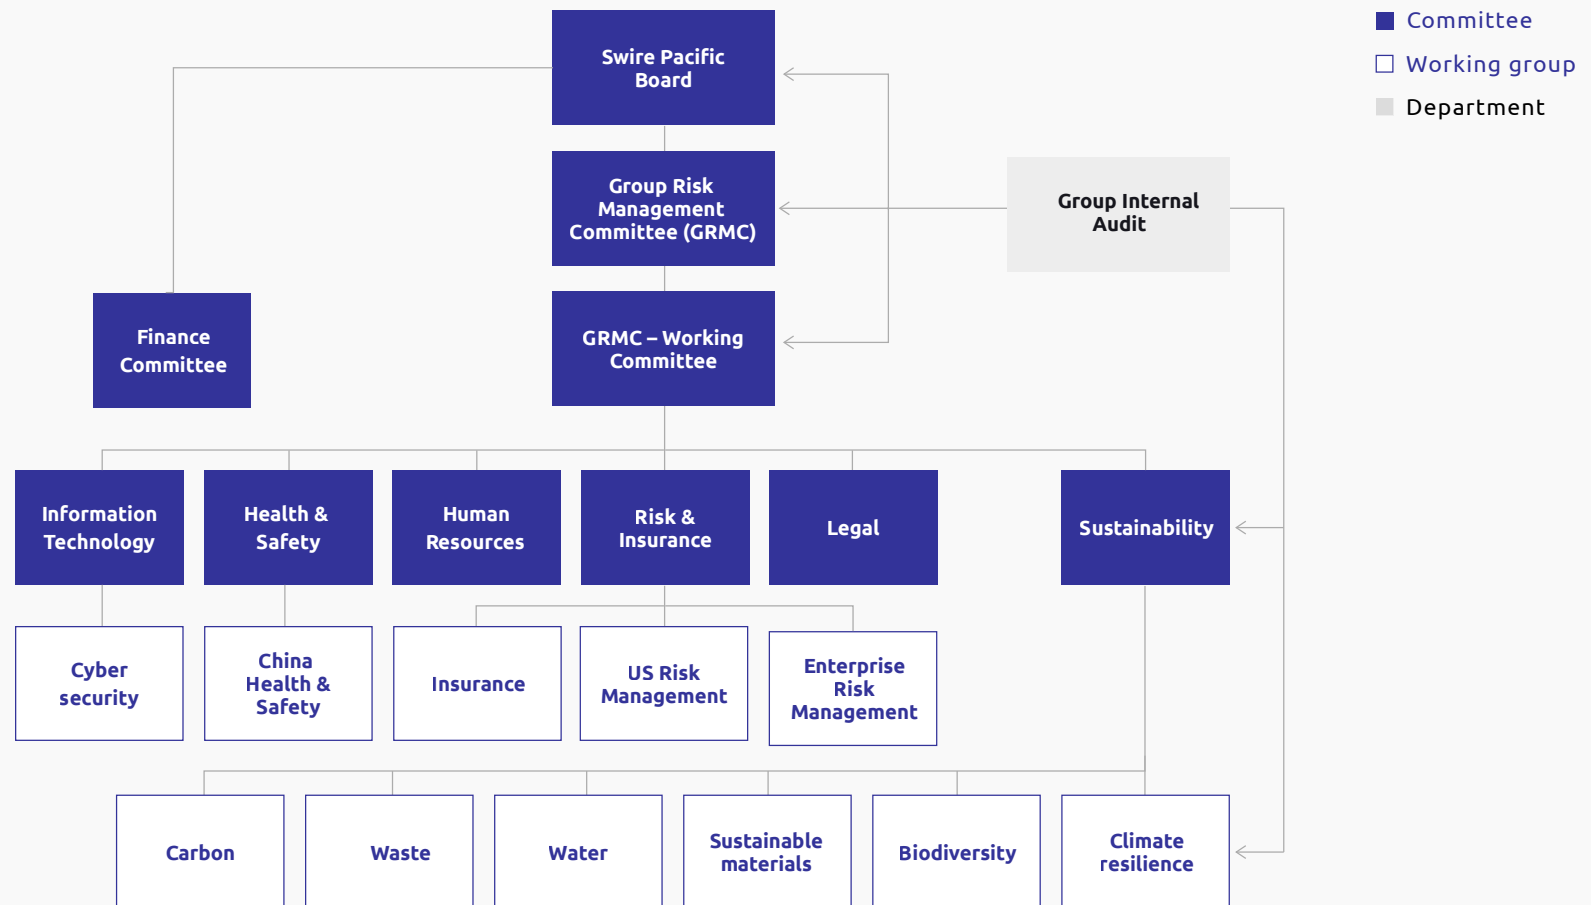 Swire Pacific
Board
Committee
Working group
Department
Group Risk
Management
Committee (GRMC)
Group Internal
Audit
Finance
Committee
GRMC – Working
Committee
Information
Technology
Health &
Safety
Human
Resources
Risk &
Insurance
Legal
Sustainability
Cyber
security
China
Health &
Safety
Insurance
US Risk
Management
Enterprise
Risk
Management
Carbon
Waste
Water
Sustainable
materials
Biodiversity
Climate
resilience